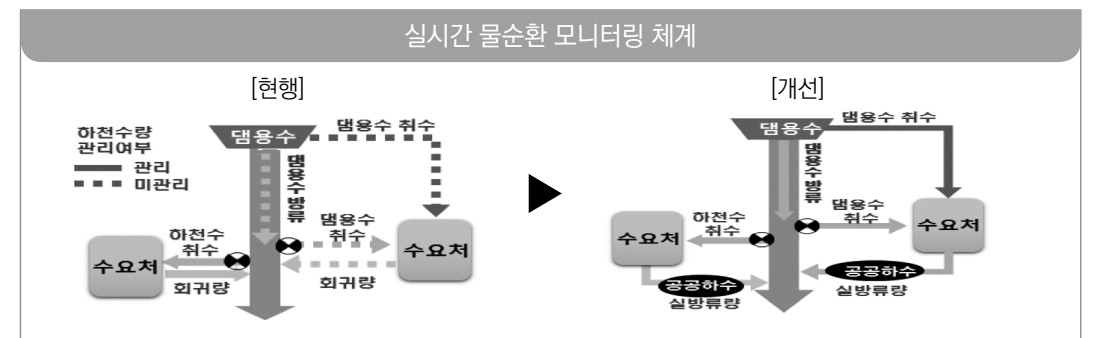 실시간 물순환 모니터링 체계
[현행]
하천수량
관리여부
관리
미관리
댐용수
댐용수 취수
댐용수방류
하천수
취수
수요처
회귀량
댐용수
취수
수요처
회귀량
[개선]
댐용수
댐용수 취수
댐용수방류
하천수
취수
수요처
댐용수
취수
수요처
공공하수
실방류량
공공하수
실방류량